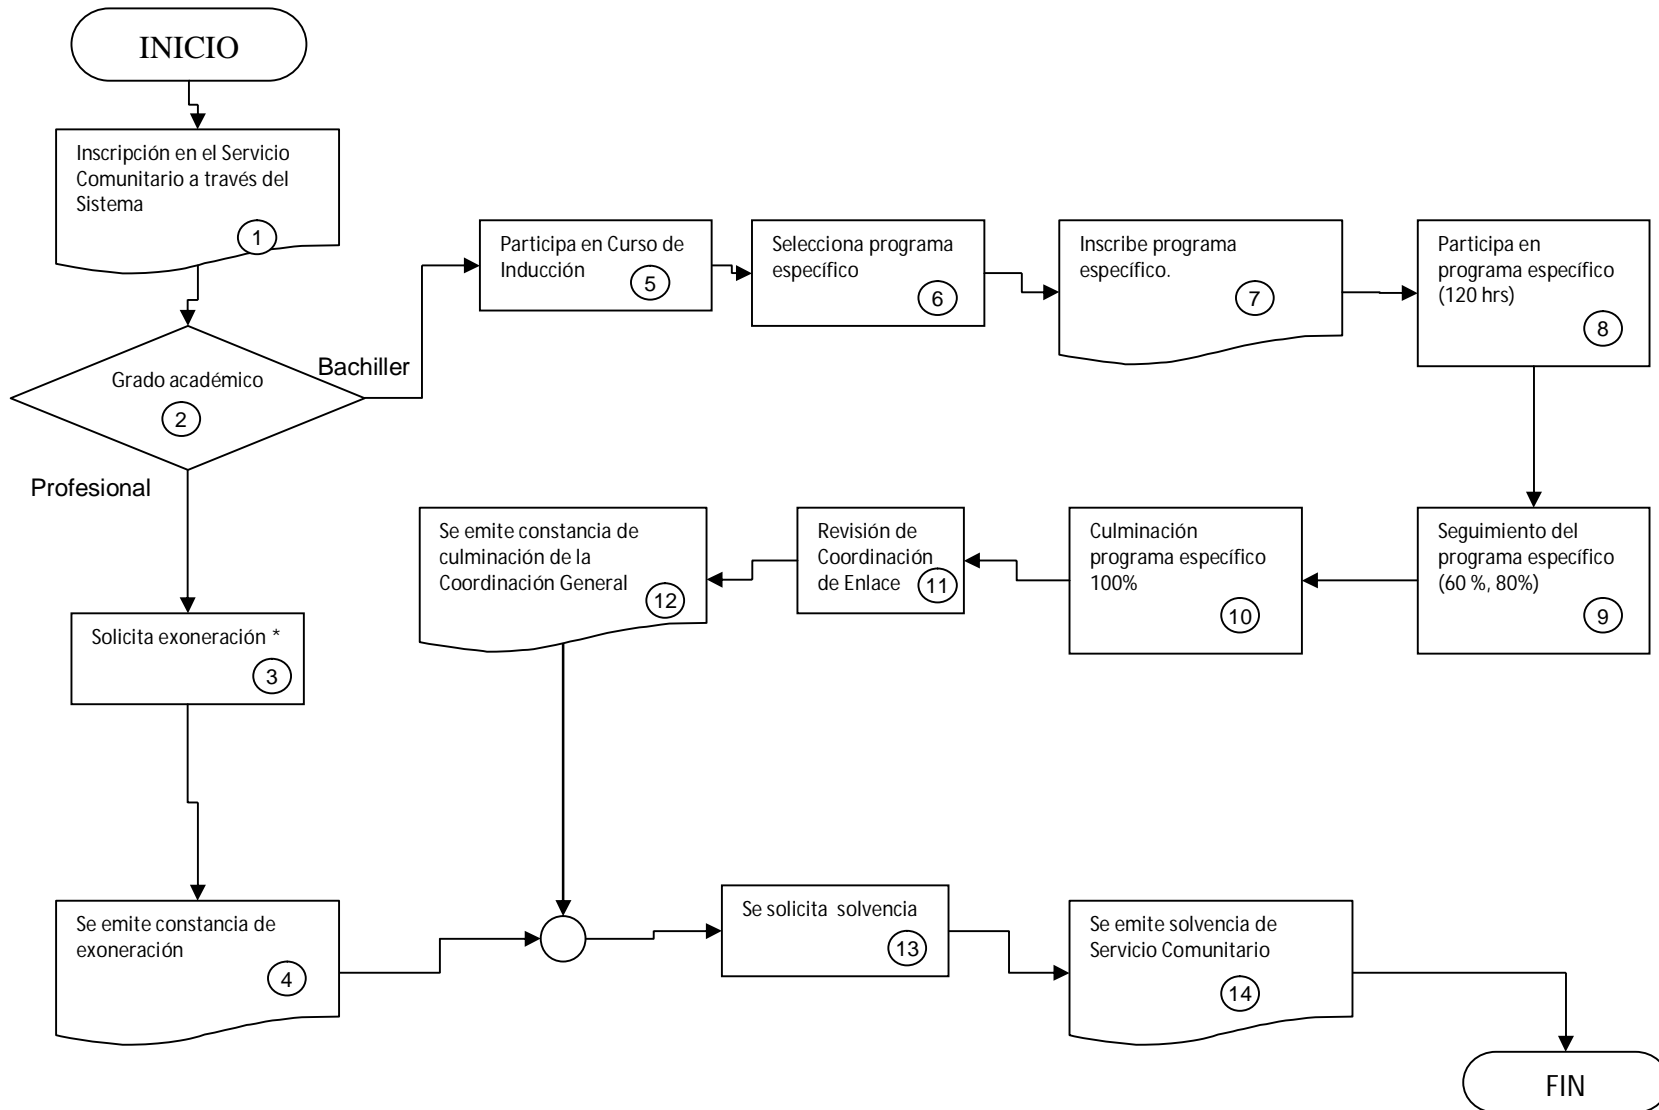 INICIO
Inscripción en el Servicio
Comunitario a través del
Sistema
1
Grado académico
2
Bachiller
Profesional
Solicita exoneración *
3
Se emite constancia de
exoneración
4
Participa en Curso de
Inducción
5
Selecciona programa
específico
6
Inscribe programa
específico.
7
Participa en
programa específico
(120 hrs)
8
Seguimiento del
programa específico
(60 %, 80%)
9
Culminación
programa específico
100%
10
Revisión de
Coordinación
de Enlace
11
Se emite constancia de
culminación de la
Coordinación General
12
Se solicita  solvencia
13
Se emite solvencia de
Servicio Comunitario
14
FIN